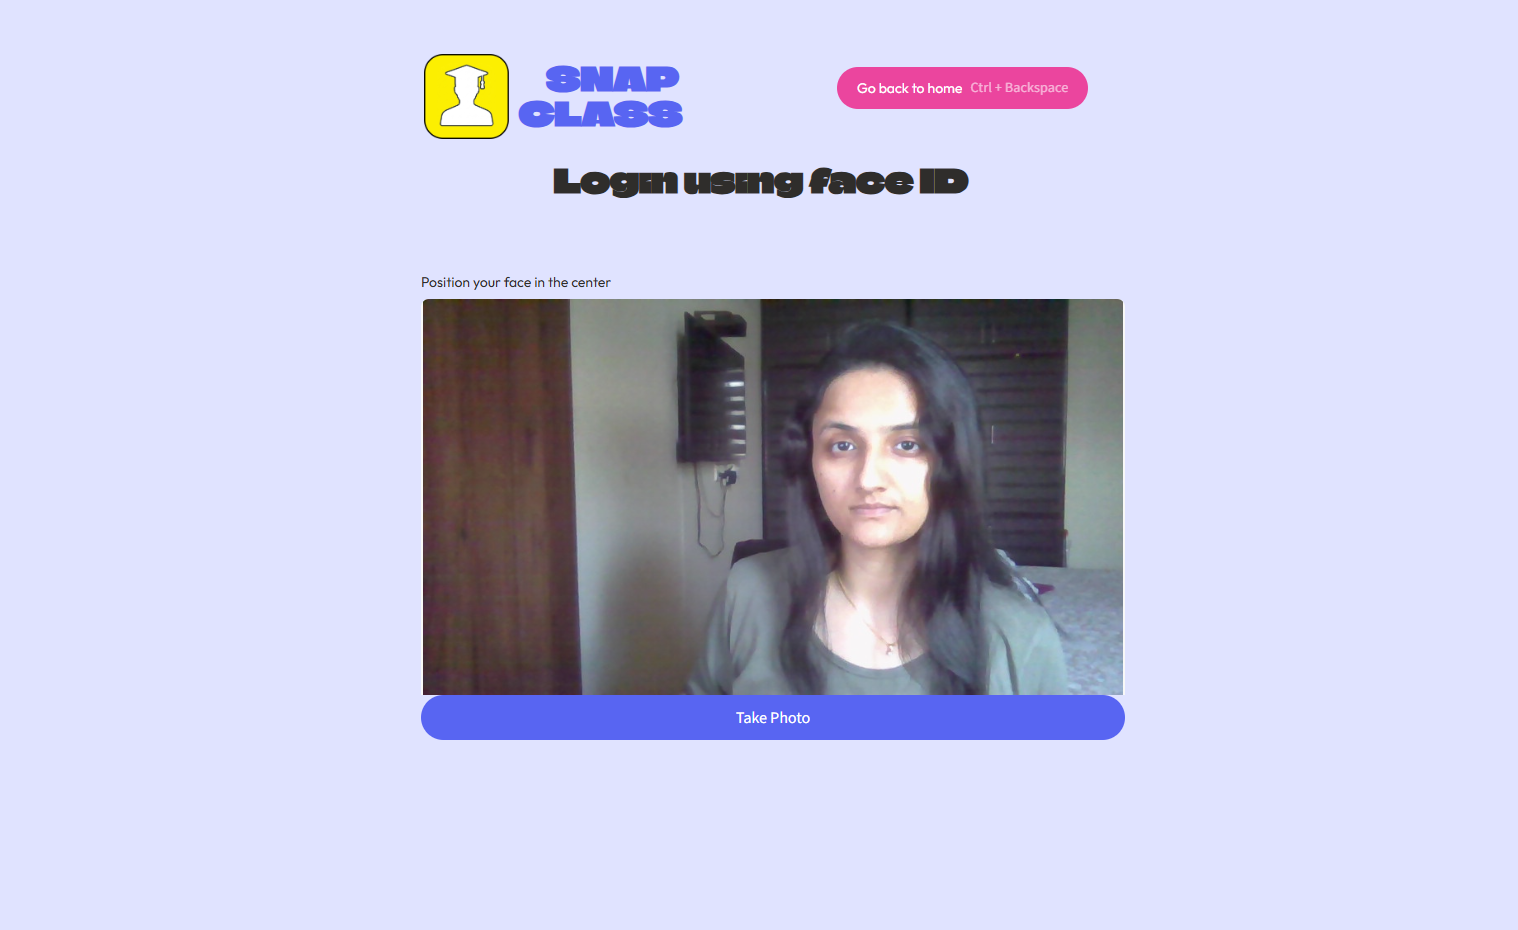 SNAP
CLASS
Go back to home Ctrl + Backspace
Login using face ID
Position your face in the center
Take Photo